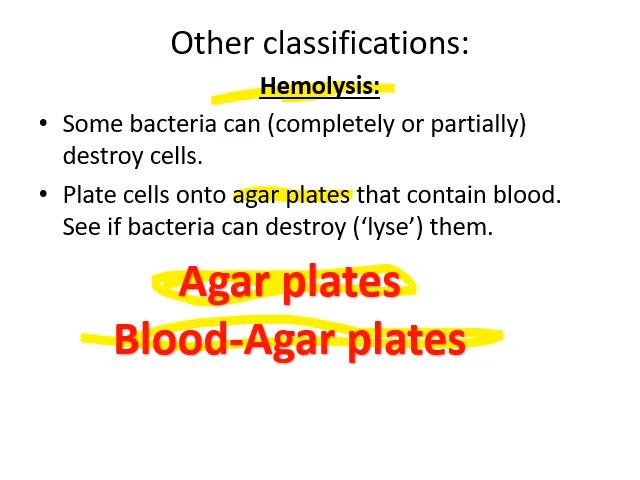 Other classifications:
Hemolysis:
• Some bacteria can (completely or partially)
destroy cells.
• Plate cells onto agar plates that contain blood.
See if bacteria can destroy (‘lyse’) them.
Agar plates
Blood-Agar plates